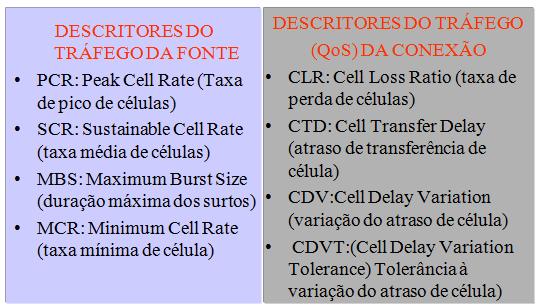 DESCRITORES DO
TRÁFEGO DA FONTE
• PCR: Peak Cell Rate (Taxa
de pico de células)
• SCR: Sustainable Cell Rate
(taxa média de células)
• MBS: Maximum Burst Size
(duração máxima dos surtos)
• MCR: Minimum Cell Rate
(taxa mínima de célula)
DESCRITORES DO TRÁFEGO
(QoS) DA CONEXÃO
• CLR: Cell Loss Ratio (taxa de
perda de células)
• CTD: Cell Transfer Delay
(atraso de transferência de
célula)
• CDV:Cell Delay Variation
(variação do atraso de célula)
• CDVT:(Cell Delay Variation
Tolerance) Tolerância à
variação do atraso de célula)